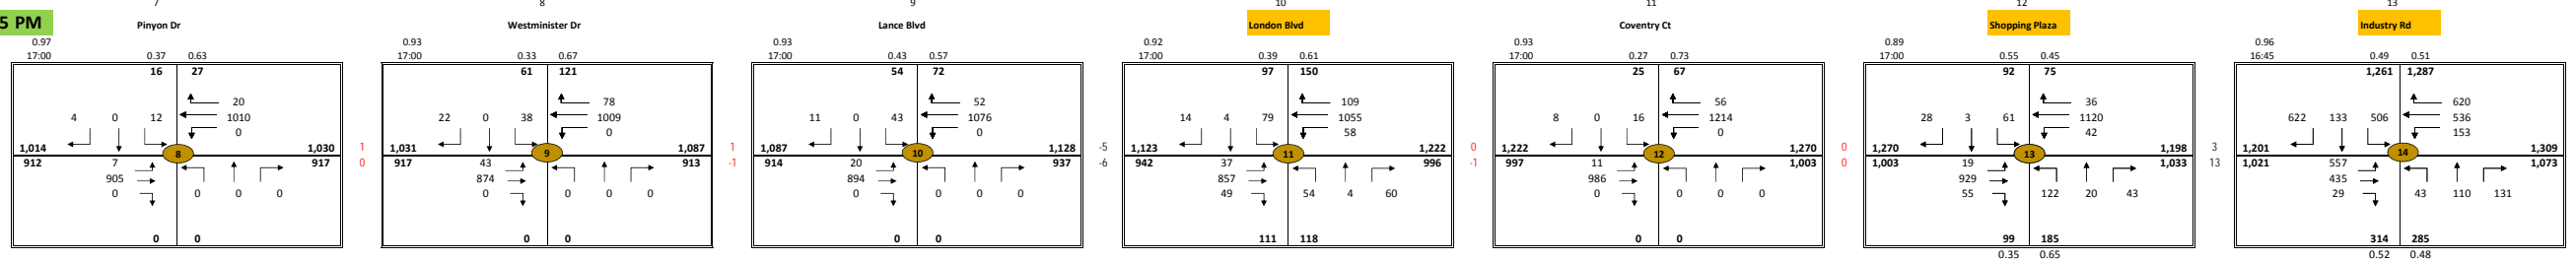 7 8 9 10 11 12 13
5 PM Pinyon Dr Westminister Dr Lance Blvd London Blvd Coventry Ct Shopping Plaza Industry Rd
0.97 0.93 0.93 0.92 0.93 0.89 0.96
17:00 0.37 0.63 17:00 0.33 0.67 17:00 0.43 0.57 17:00 0.39 0.61 17:00 0.27 0.73 17:00 0.55 0.45 16:45 0.49 0.51
16 27 61 121 54 72 97 150 25 67 92 75 1,261 1,287
20 78 52 109 56 36 620
4 0 12 1010 22 0 38 1009 11 0 43 1076 14 4 79 1055 8 0 16 1214 28 3 61 1120 622 133 506 536
0 0 0 58 0 42 153
1,014 8 1,030 1 1,031 9 1,087 1 1,087 10 1,128 -5 1,123 11 1,222 0 1,222 12 1,270 0 1,270 13 1,198 3 1,201 14 1,309
912 7 917 0 917 43 913 -1 914 20 937 -6 942 37 996 -1 997 11 1,003 0 1,003 19 1,033 13 1,021 557 1,073
905 874 894 857 986 929 435
0 0 0 0 0 0 0 0 0 0 0 0 49 54 4 60 0 0 0 0 55 122 20 43 29 43 110 131
0 0 0 0 0 0 111 118 0 0 99 185 314 285
0.35 0.65 0.52 0.48